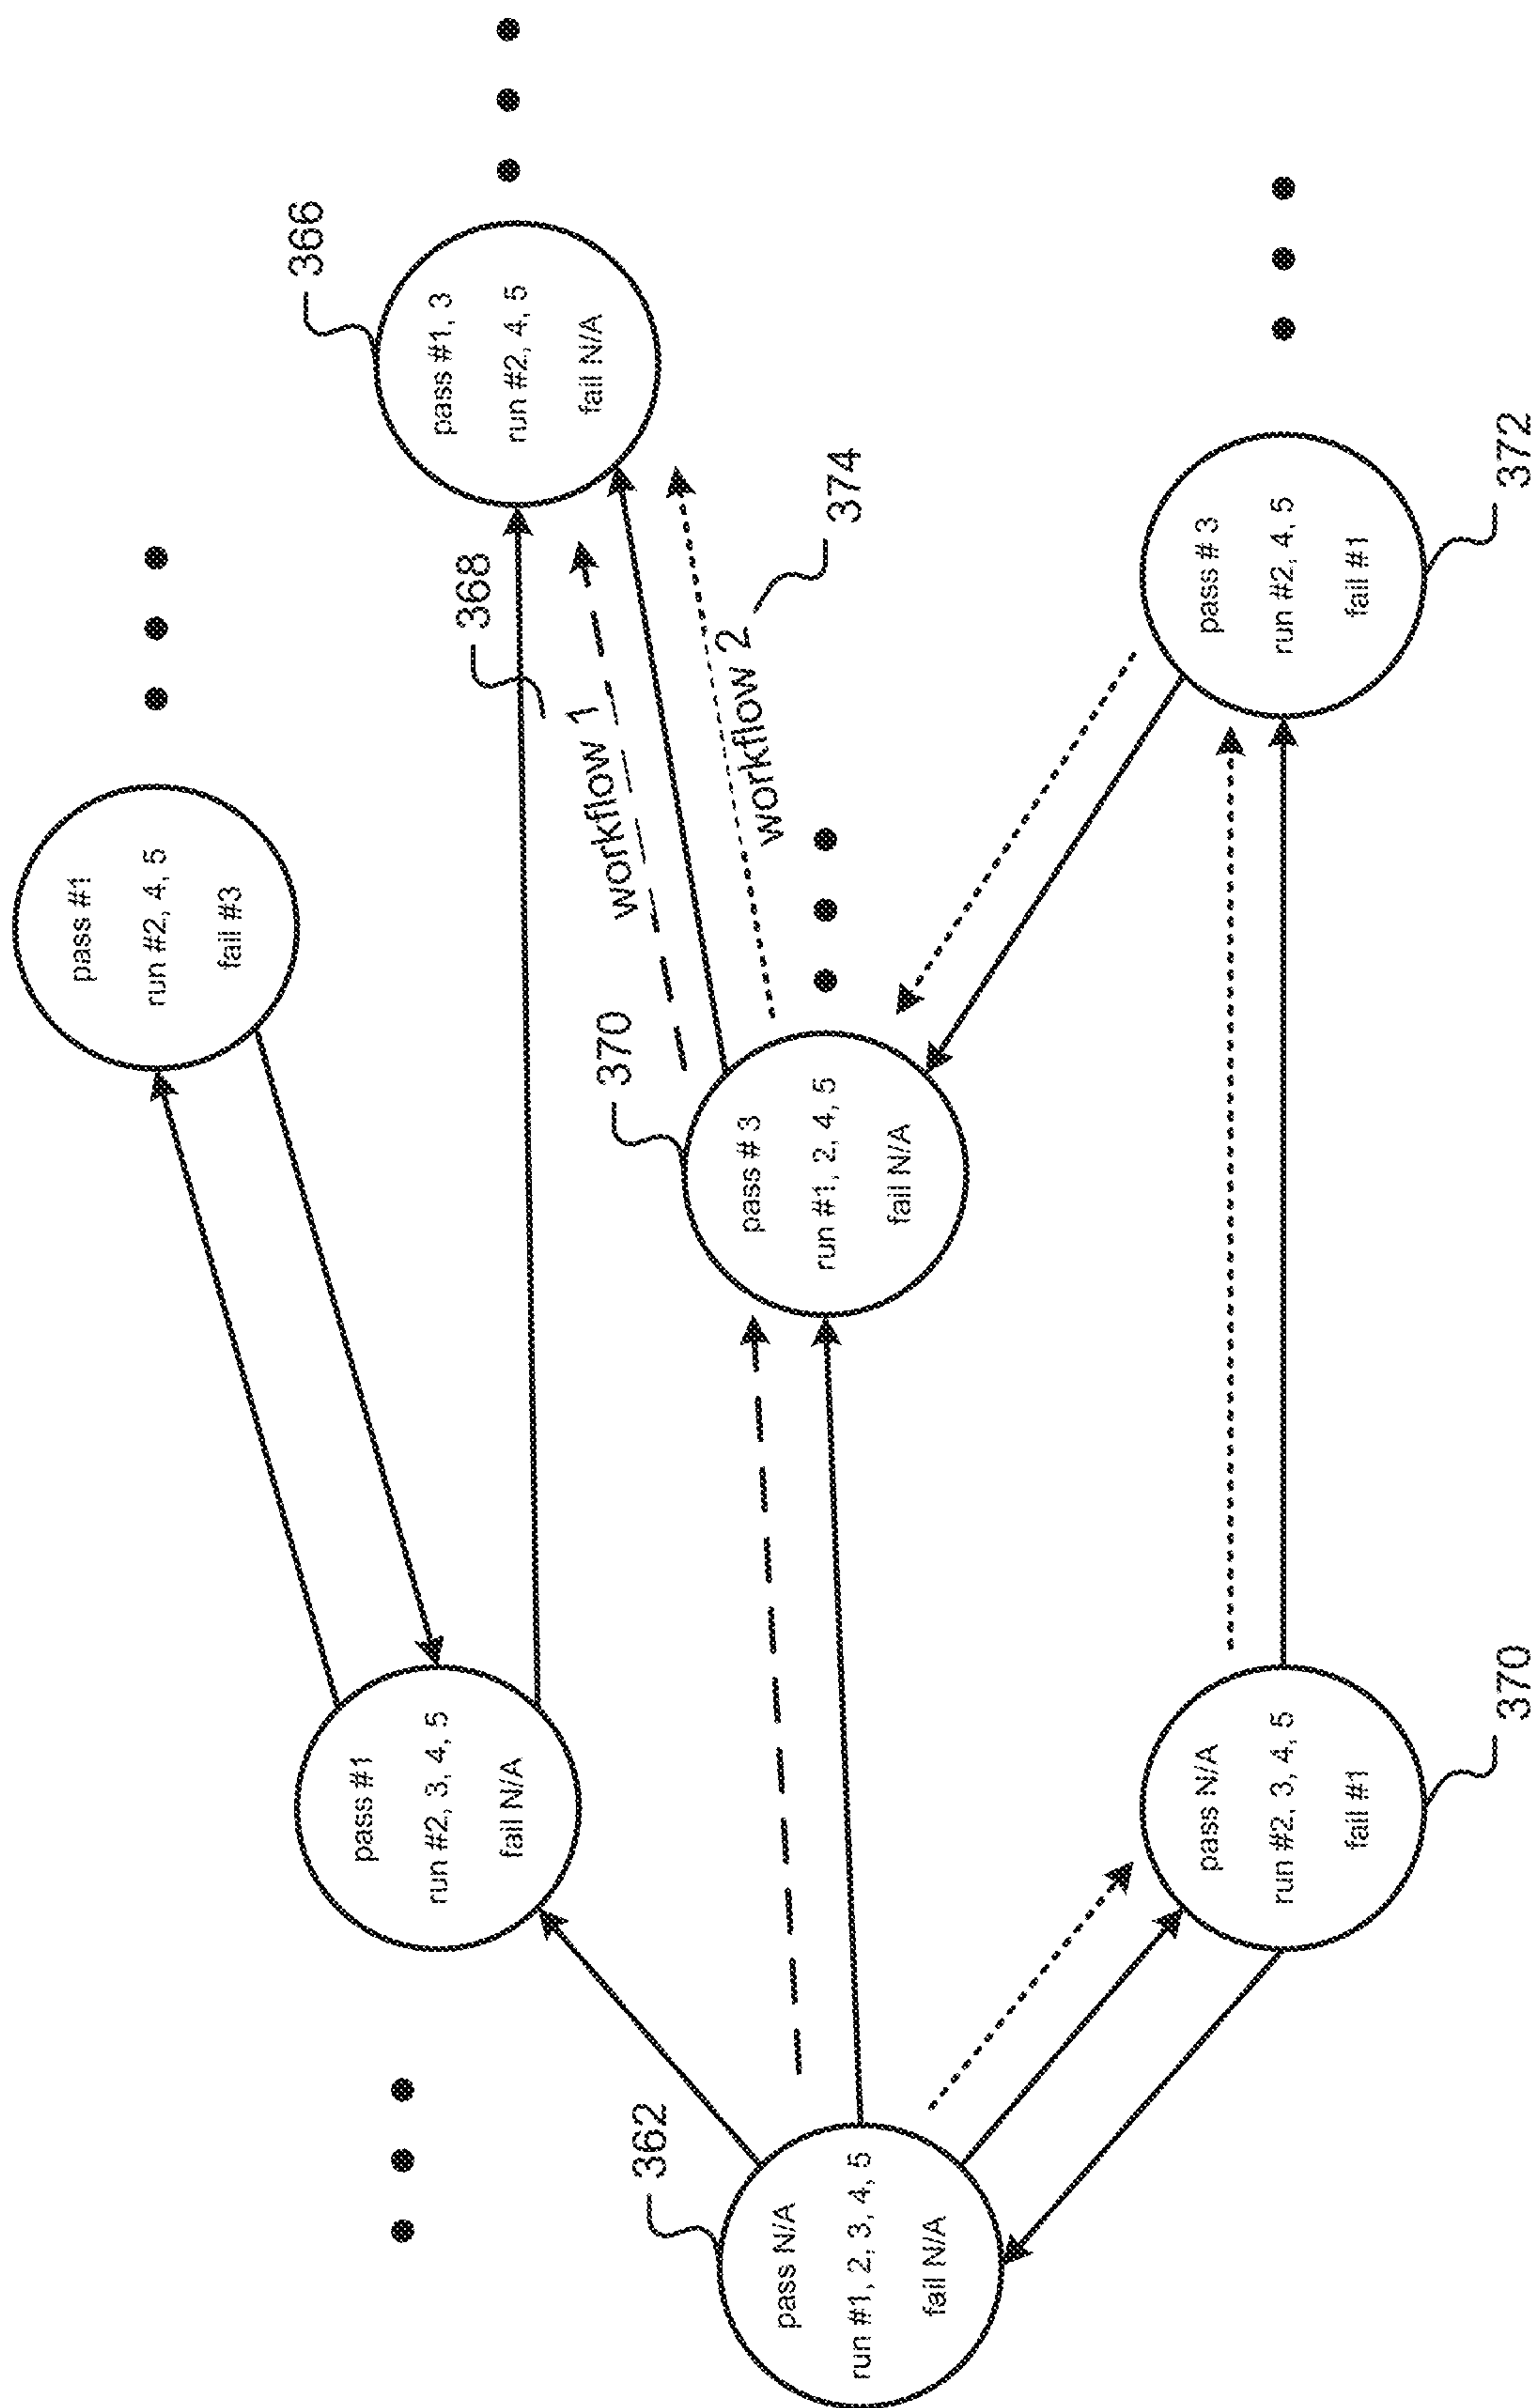 pass #1
run #2, 4, 5
fail #3
366
pass #1, 3
run #2, 4, 5
fail N/A
368
pass #1
run #2, 3, 4, 5
fail N/A
workflow 1
workflow 2
374
370
pass # 3
run #1, 2, 4, 5
fail N/A
362
pass N/A
run #1, 2, 3, 4, 5
fail N/A
pass N/A
run #2, 3, 4, 5
fail #1
370
pass # 3
run #2, 4, 5
fail #1
372